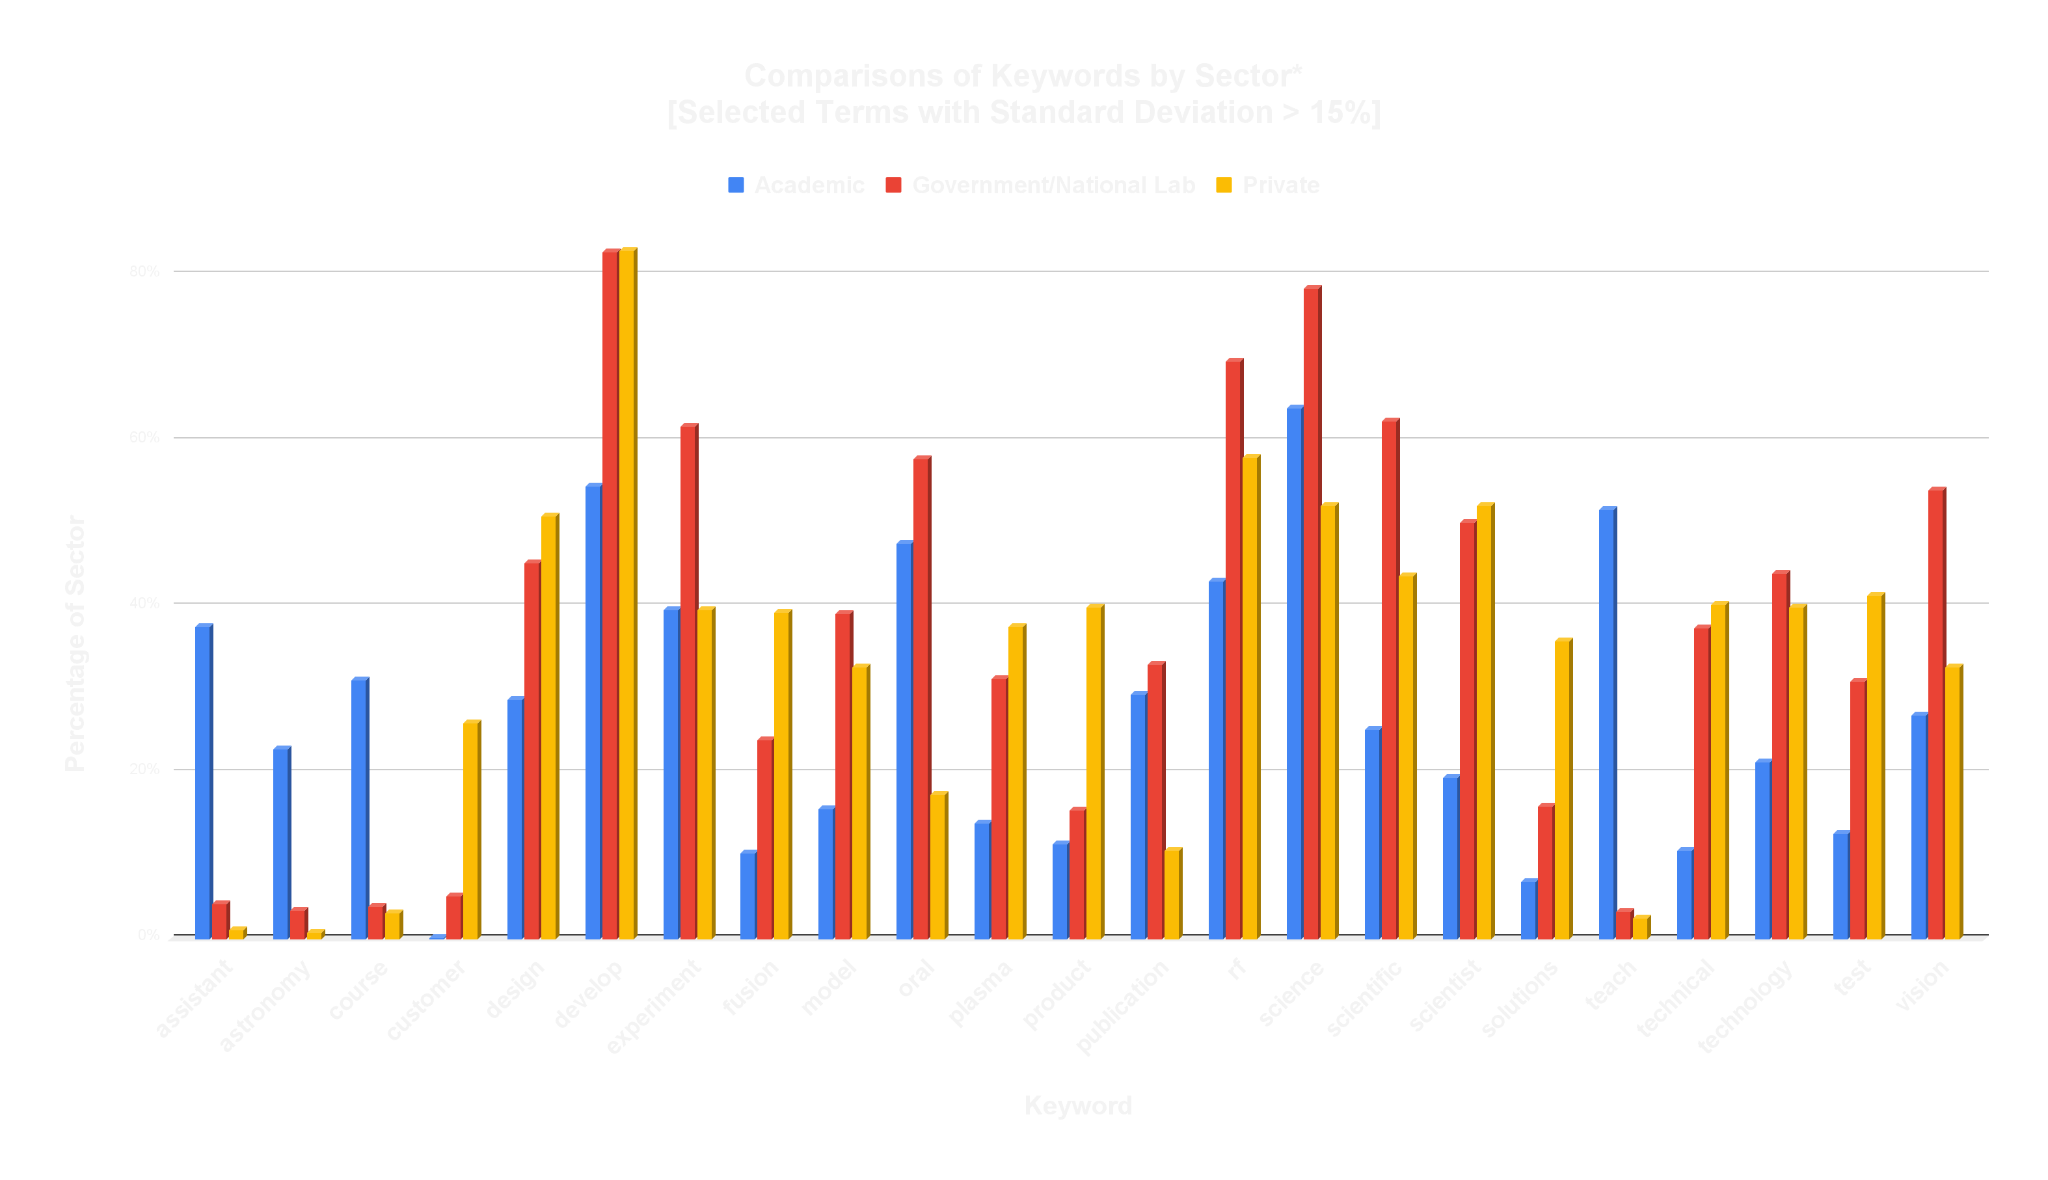 Comparisons of Keywords by Sector*
[Selected Terms with Standard Deviation > 15%]
Academic Government/National Lab Private
80%
60%
40%
20%
0%
Percentage of Sector
assistant
astronomy
course
customer
design
develop
experiment
fusion
model
oral
plasma
product
publication
rf
science
scientific
scientist
solutions
teach
technical
technology
test
vision
Keyword